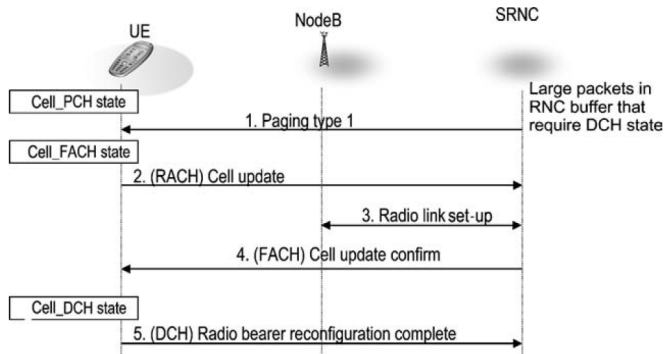 UE
NodeB
SRNC
Cell_PCH state
Large packets in
RNC buffer that
require DCH state
1. Paging type 1
Cell_FACH state
2. (RACH) Cell update
3. Radio link set-up
4. (FACH) Cell update confirm
Cell_DCH state
5. (DCH) Radio bearer reconfiguration complete